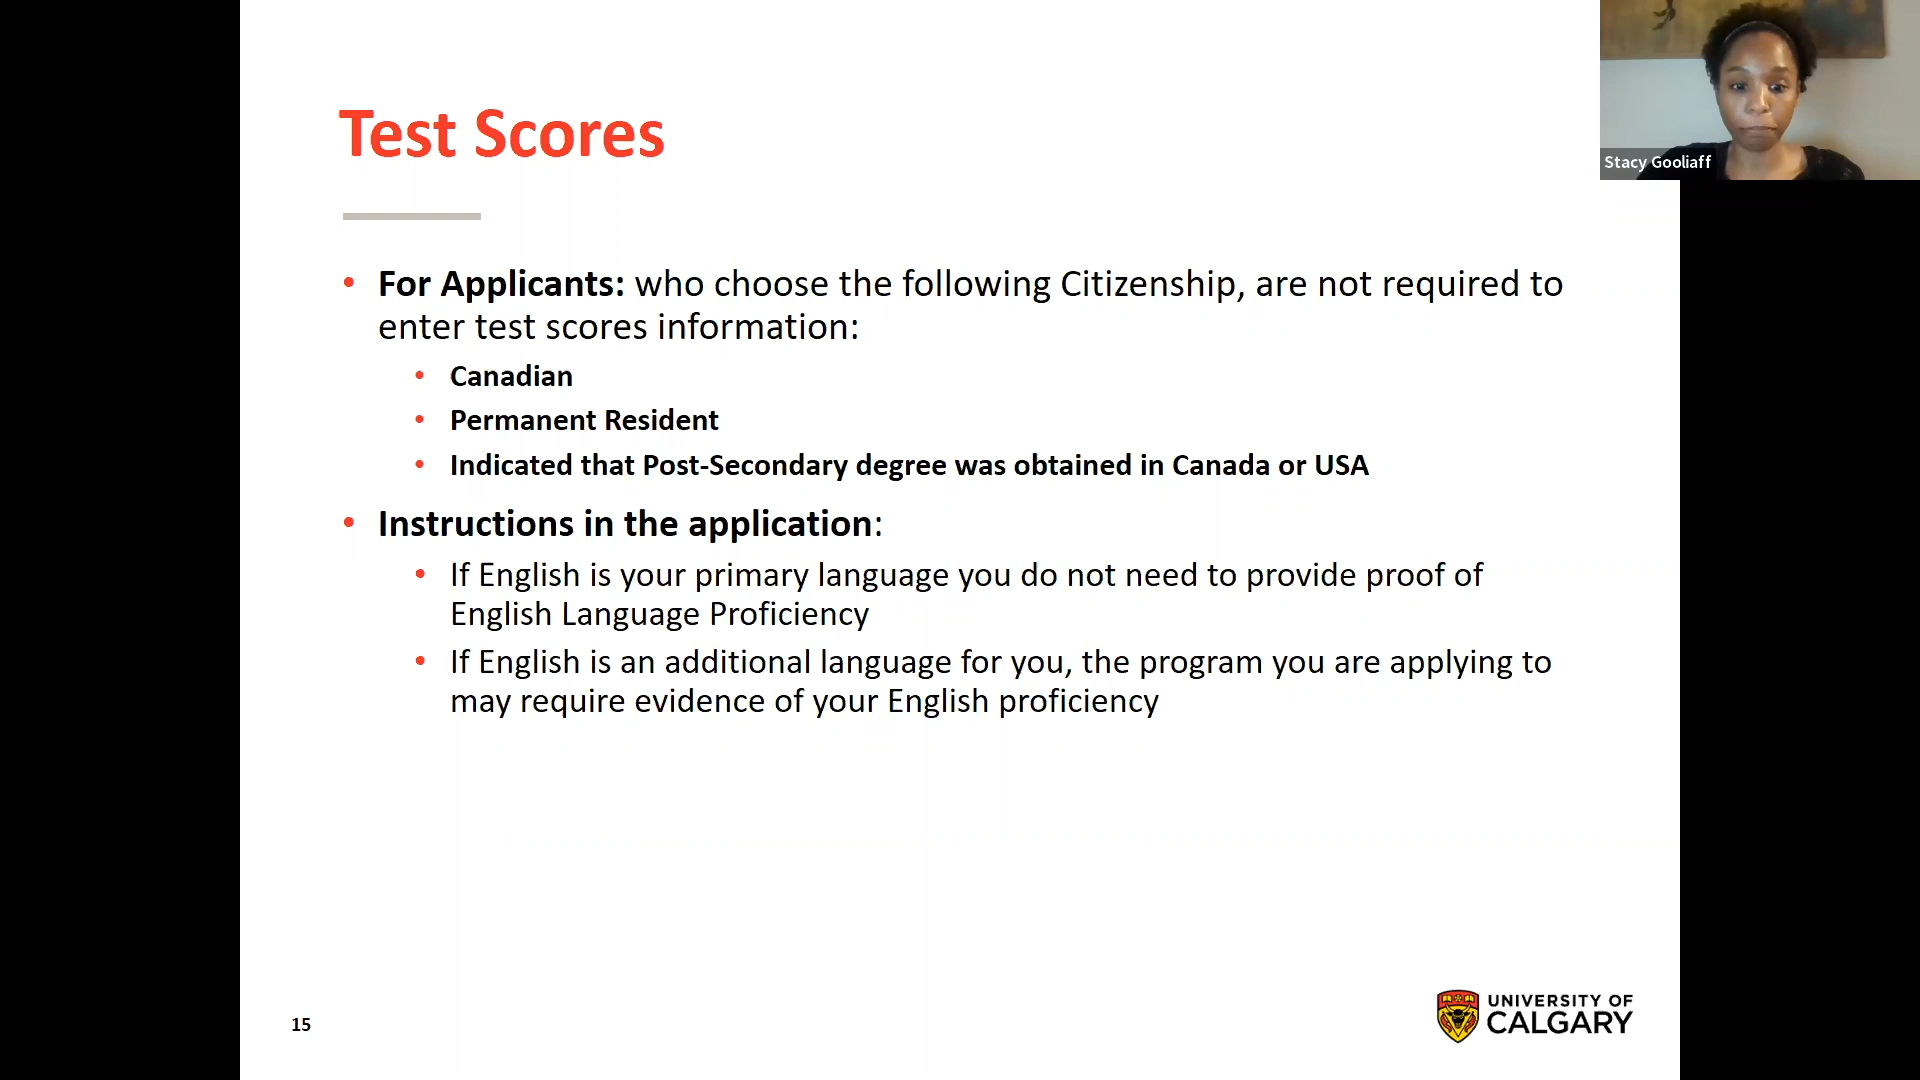 Test Scores
Stacy Gooliaff
• For Applicants: who choose the following Citizenship, are not required to
enter test scores information:
• Canadian
• Permanent Resident
• Indicated that Post-Secondary degree was obtained in Canada or USA
• Instructions in the application:
• If English is your primary language you do not need to provide proof of
English Language Proficiency
• If English is an additional language for you, the program you are applying to
may require evidence of your English proficiency
15
UNIVERSITY OF
CALGARY